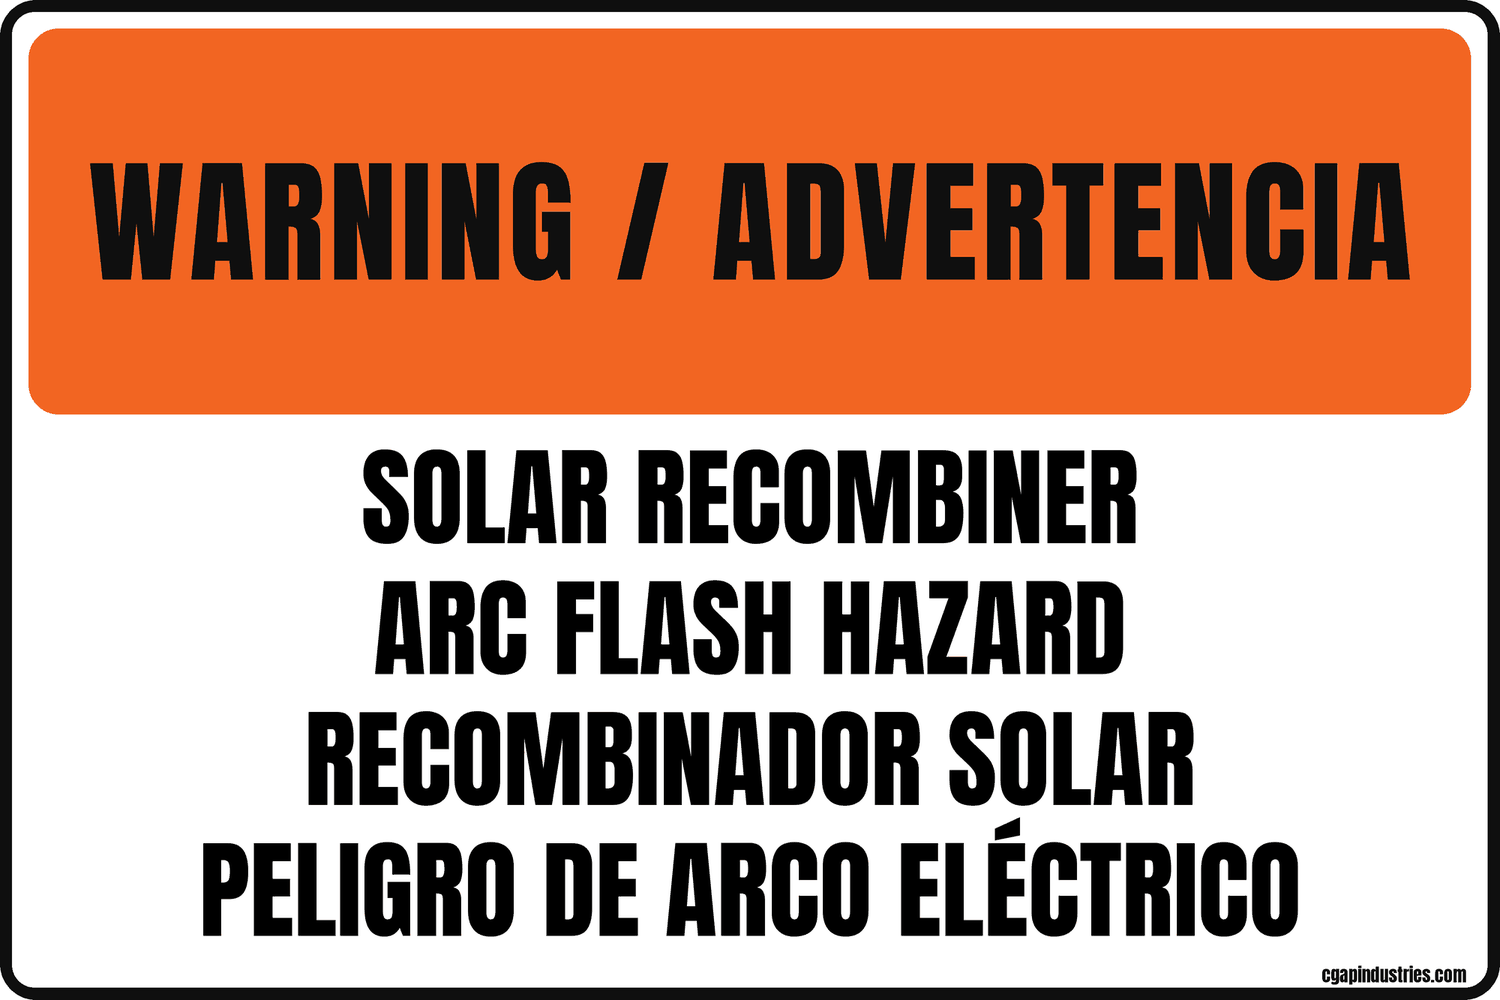 WARNING / ADVERTENCIA
SOLAR RECOMBINER
ARC FLASH HAZARD
RECOMBINADOR SOLAR
PELIGRO DE ARCO ELÉCTRICO
cgapindustries.com